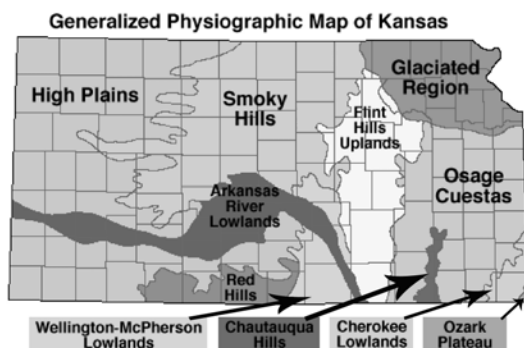 Generalized Physiographic Map of Kansas
High Plains
Smoky
Hills
Glaciated
Region
Flint
Hills
Uplands
Osage
Cuestas
Arkansas
River
Lowlands
Red
Hills
Wellington-McPherson
Lowlands
Chautauqua
Hills
Cherokee
Lowlands
Ozark
Plateau